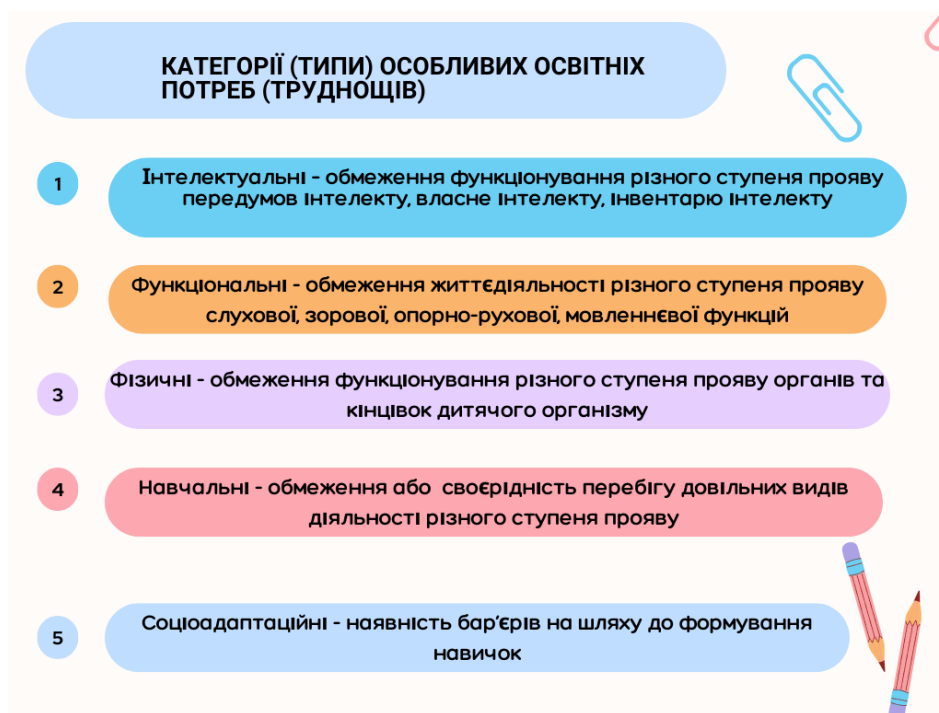 КАТЕГОРІЇ (ТИПИ) ОСОБЛИВИХ ОСВІТНІХ
ПОТРЕБ (ТРУДНОЩІВ)
1
Інтелектуальні - обмеження функціонування різного ступеня прояву
передумов інтелекту, власне інтелекту, інвентарю інтелекту
2
Функціональні - обмеження життєдіяльності різного ступеня прояву
слухової, зорової, опорно-рухової, мовленнєвої функцій
3
Фізичні - обмеження функціонування різного ступеня прояву органів та
кінцівок дитячого організму
4
Навчальні - обмеження або своєрідність перебігу довільних видів
діяльності різного ступеня прояву
5
Соціоадаптаційні - наявність бар'єрів на шляху до формування
навичок